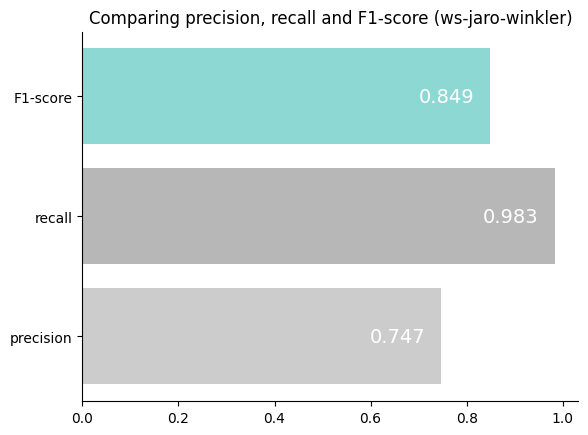 Comparing precision, recall and F1-score (ws-jaro-winkler)
F1-score
0.849
recall
0.983
precision
0.747
0.0 0.2 0.4 0.6 0.8 1.0